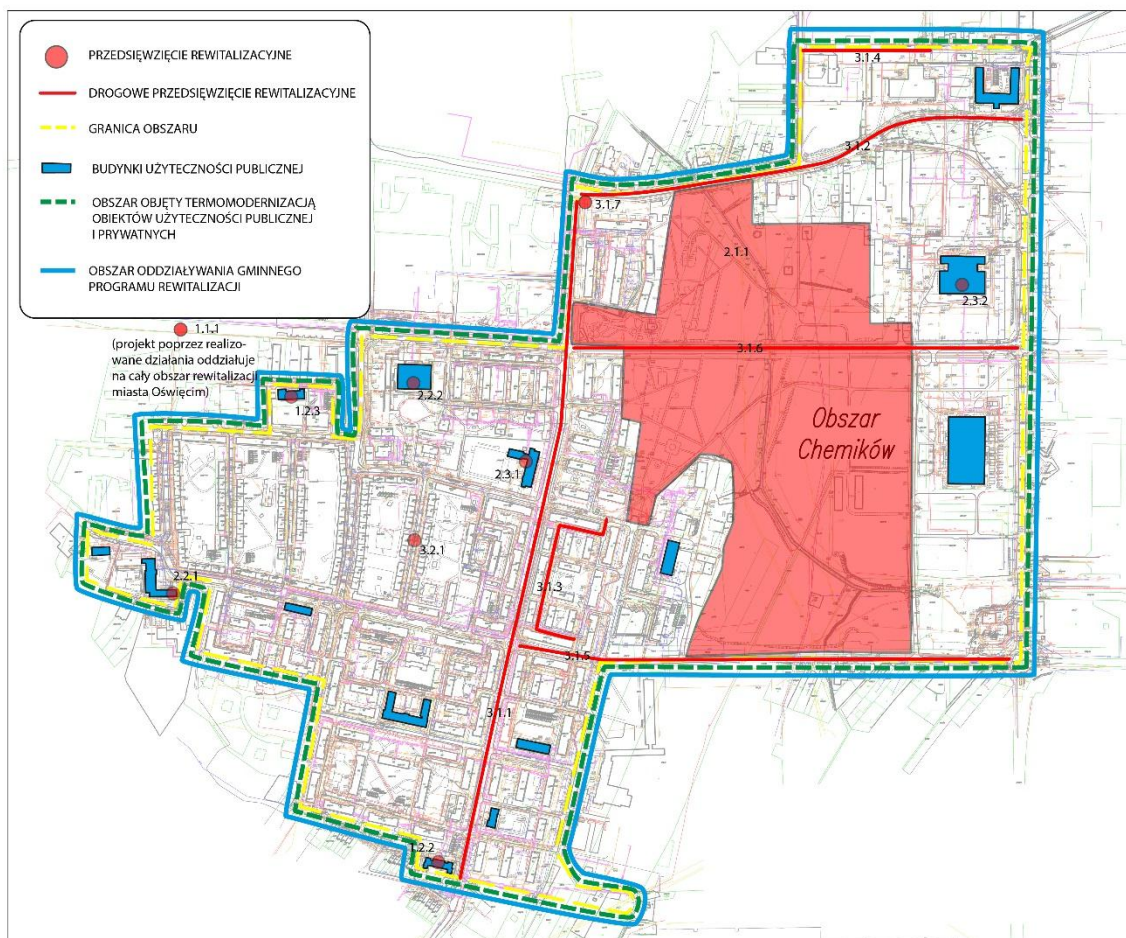 PRZEDSIĘWZIĘCIE REWITALIZACYJNE
DROGOWE PRZEDSIĘWZIĘCIE REWITALIZACYJNE
GRANICA OBSZARU
BUDYNKI UŻYTECZNOŚCI PUBLICZNEJ
OBSZAR OBJĘTY TERMOMODERNIZACJĄ
OBIEKTÓW UŻYTECZNOŚCI PUBLICZNEJ
I PRYWATNYCH
OBSZAR ODDZIAŁYWANIA GMINNEGO
PROGRAMU REWITALIZACJI
1.1.1
(projekt poprzez realizo-
wane działania oddziałuje
na cały obszar rewitalizacji
miasta Oświęcim)
3.1.4
3.1.2
3.1.7
2.1.1
2.3.2
3.1.6
2.2.2
1.2.3
Obszar
Chemików
2.3.1
3.2.1
2.2.1
3.1.3
3.1.5
3.1.1
1.2.2